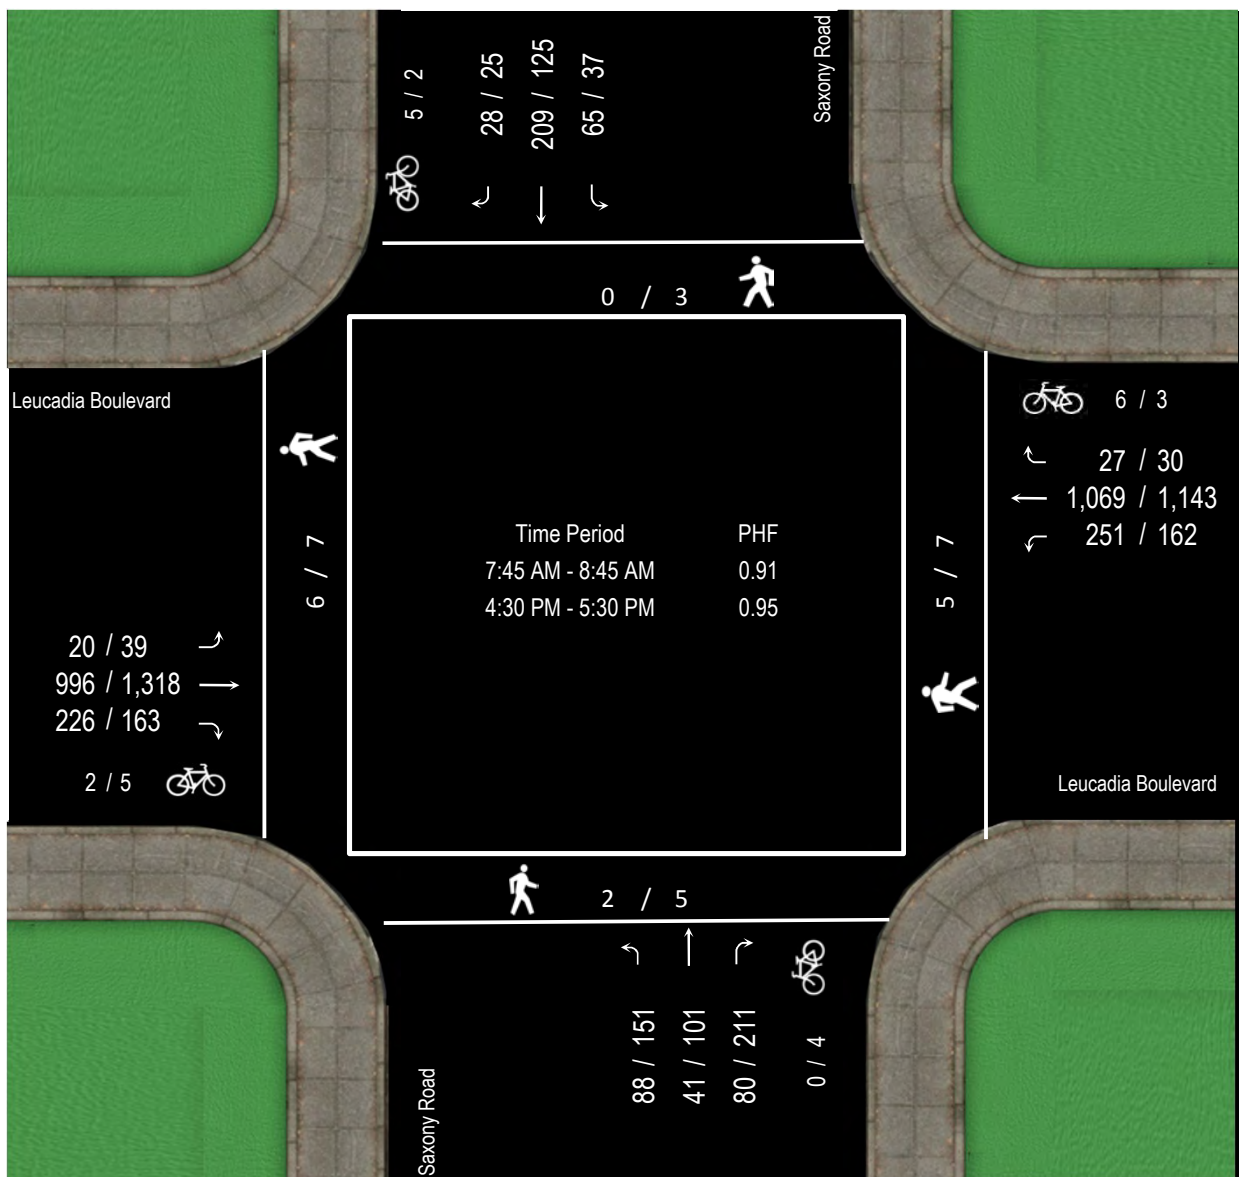 5 / 2
28 / 25
209 / 125
65 / 37
Saxony Road
0 / 3
Leucadia Boulevard
6 / 3
27 / 30
1,069 / 1,143
251 / 162
6 / 7
Time Period PHF
7:45 AM - 8:45 AM 0.91
4:30 PM - 5:30 PM 0.95
5 / 7
20 / 39
996 / 1,318
226 / 163
2 / 5
Leucadia Boulevard
2 / 5
88 / 151
41 / 101
80 / 211
0 / 4
Saxony Road